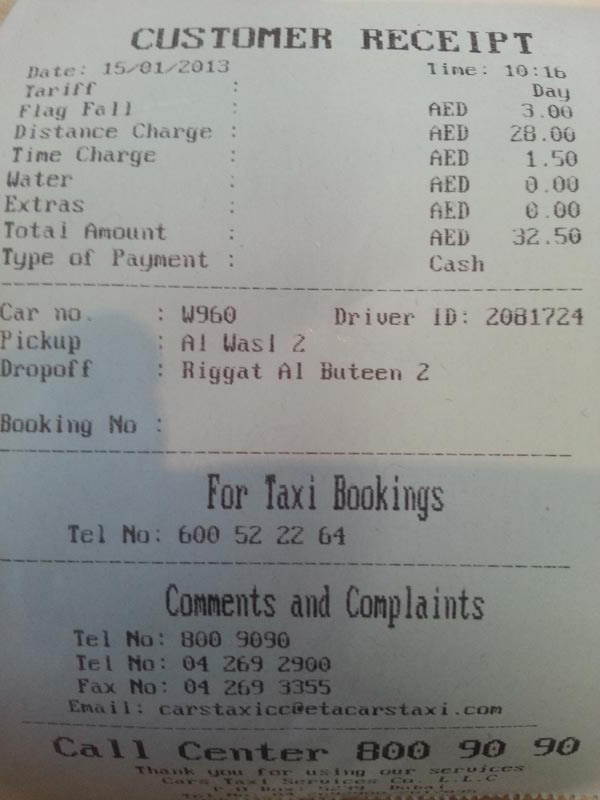 CUSTOMER RECEIPT
Date: 15/01/2013 Time: 10:16
Tariff : Day
Flag Fall : AED 3.00
Distance Charge : AED 28.00
Time Charge : AED 1.50
Water : AED 0.00
Extras : AED 0.00
Total Amount : AED 32.50
Type of Payment : Cash
Car no. : W960 Driver ID: 2081724
Pickup : Al Wasl 2
Dropoff : Riggat Al Buteen 2
Booking No :
For Taxi Bookings
Tel No: 600 52 22 64
Comments and Complaints
Tel No: 800 9090
Tel No: 04 269 2900
Fax No: 04 269 3355
Email: carstaxicc@etacarstaxi.com
Call Center 800 90 90
Thank you for using our services
Cars Taxi Services Co. L.L.C
P.O Box: Dubai